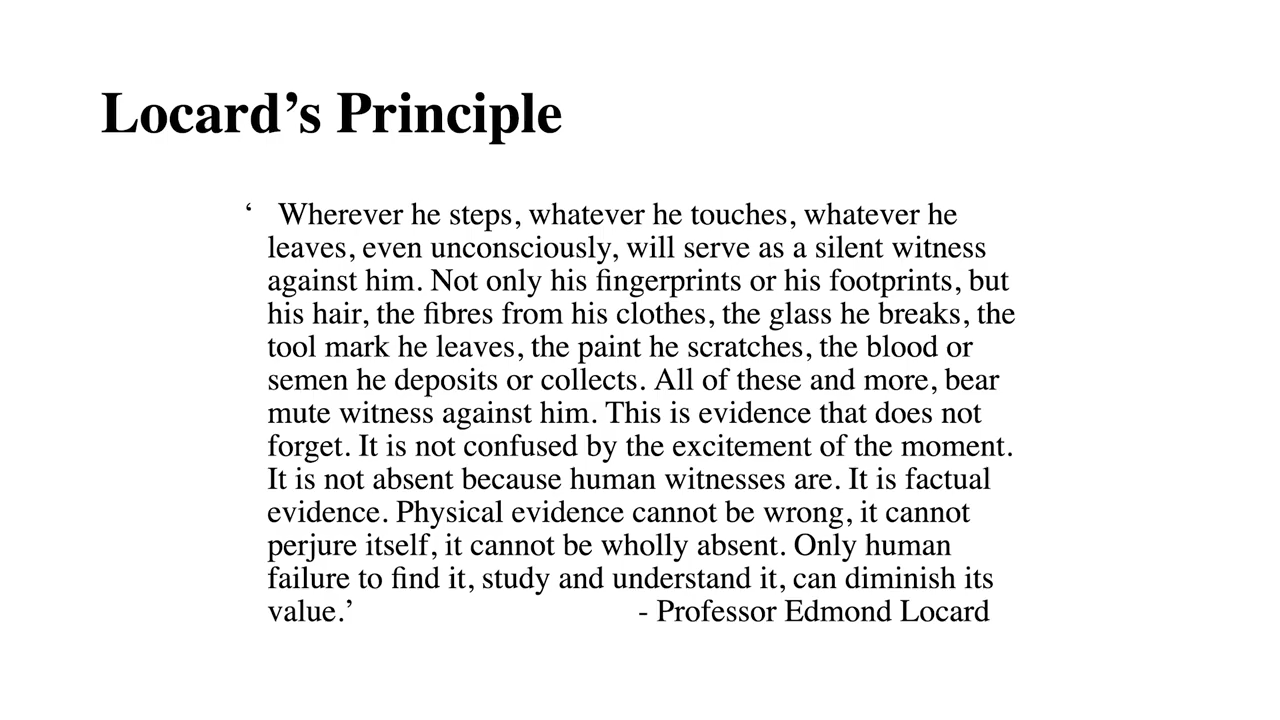 Locard’s Principle
‘ Wherever he steps, whatever he touches, whatever he
leaves, even unconsciously, will serve as a silent witness
against him. Not only his fingerprints or his footprints, but
his hair, the fibres from his clothes, the glass he breaks, the
tool mark he leaves, the paint he scratches, the blood or
semen he deposits or collects. All of these and more, bear
mute witness against him. This is evidence that does not
forget. It is not confused by the excitement of the moment.
It is not absent because human witnesses are. It is factual
evidence. Physical evidence cannot be wrong, it cannot
perjure itself, it cannot be wholly absent. Only human
failure to find it, study and understand it, can diminish its
value.’ - Professor Edmond Locard